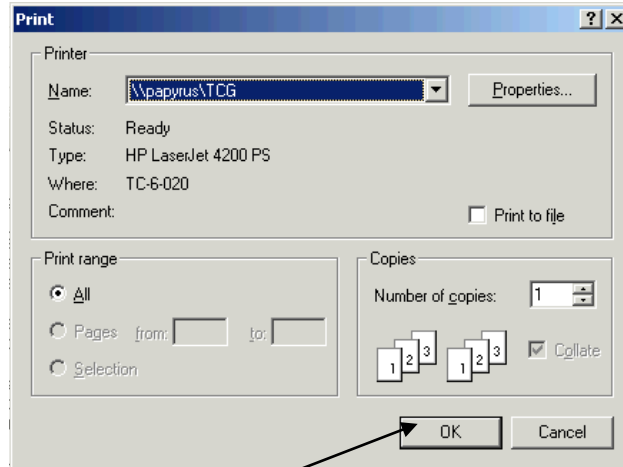 Print
Printer
Name: \\papyrus\TCG Properties...
Status: Ready
Type: HP LaserJet 4200 PS
Where: TC-6-020
Comment: Print to file
Print range
All
Pages from: to:
Selection
Copies
Number of copies: 1
1 2 3 1 2 3 Collate
OK Cancel